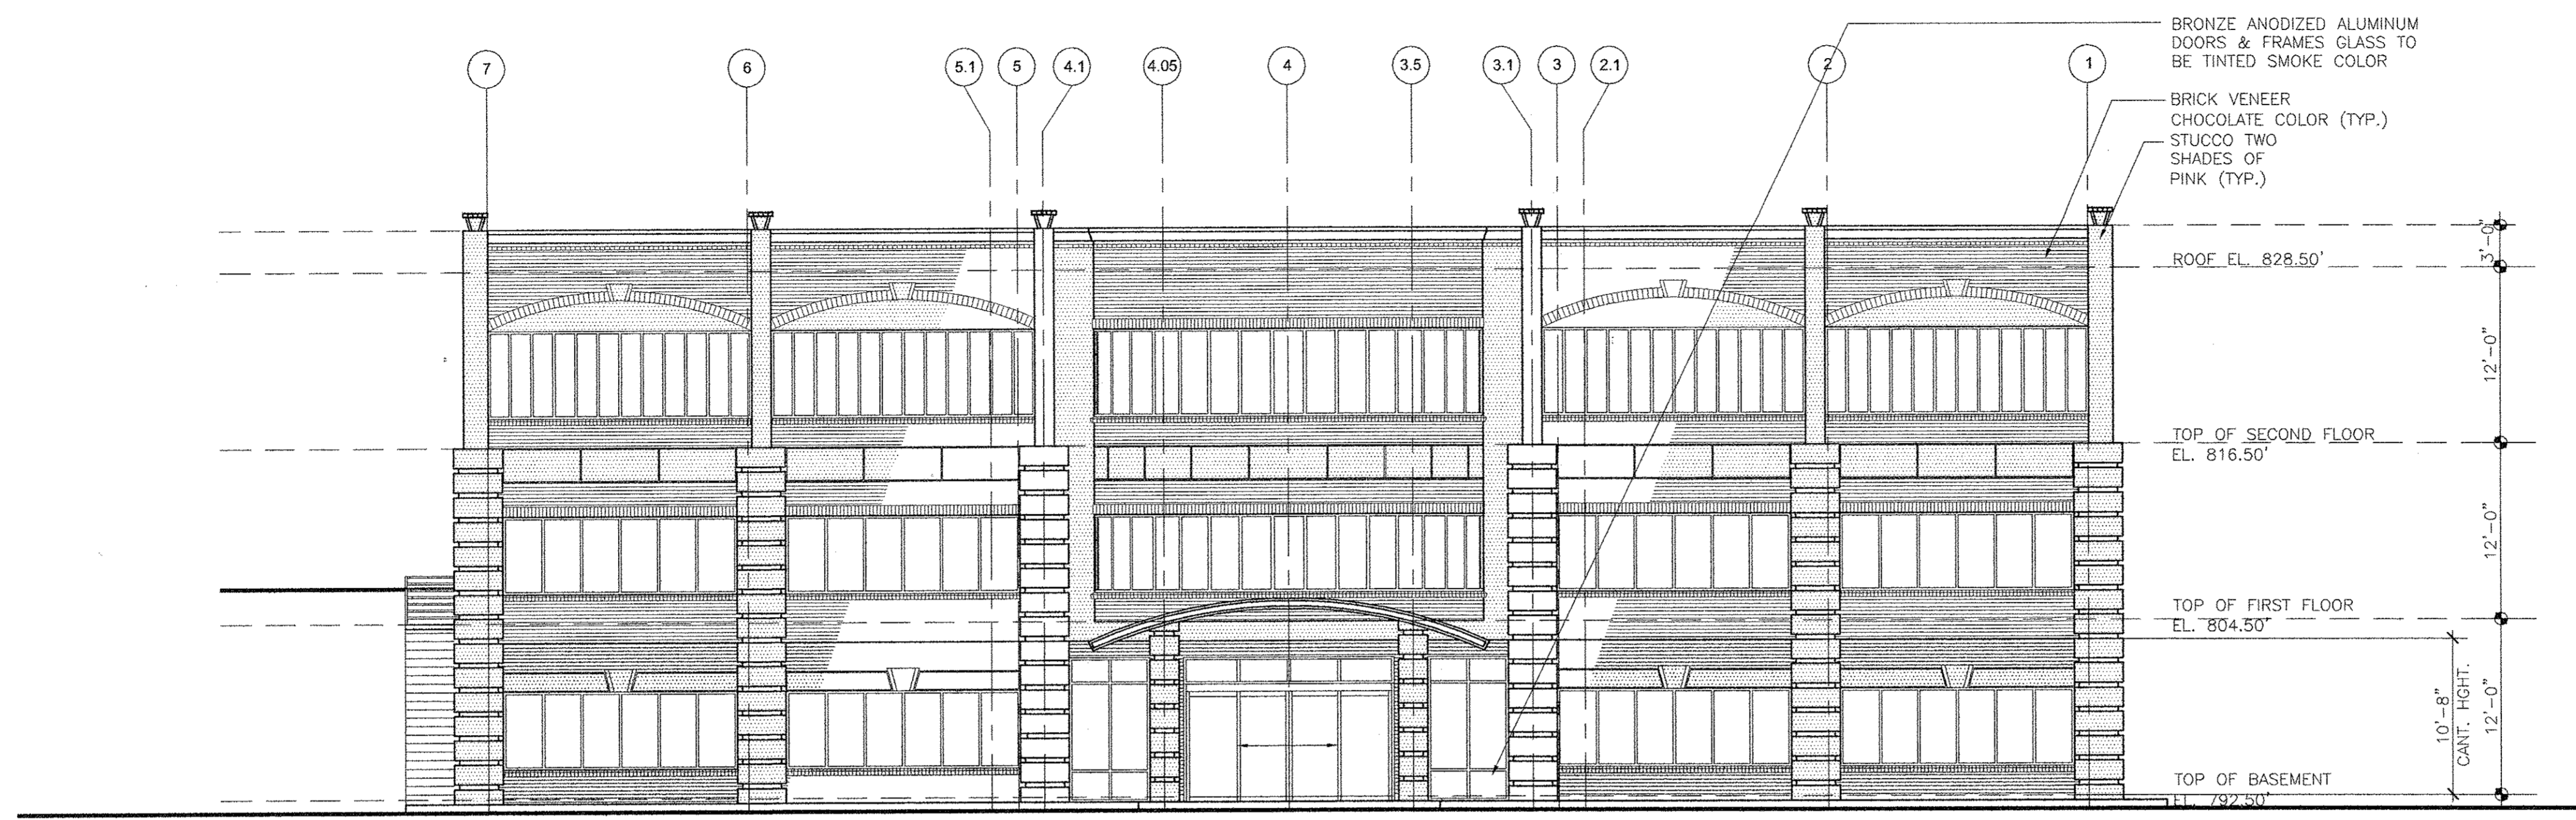 BRONZE ANODIZED ALUMINUM
DOORS & FRAMES GLASS TO
BE TINTED SMOKE COLOR
7
6
5.1
5
4.1
4.05
4
3.5
3.1
3
2.1
2
1
BRICK VENEER
CHOCOLATE COLOR (TYP.)
STUCCO TWO
SHADES OF
PINK (TYP.)
3'-0"
ROOF EL. 828.50'
12'-0"
TOP OF SECOND FLOOR
EL. 816.50'
12'-0"
TOP OF FIRST FLOOR
EL. 804.50'
10'-8"
CANT. HGHT.
12'-0"
TOP OF BASEMENT
EL. 792.50'